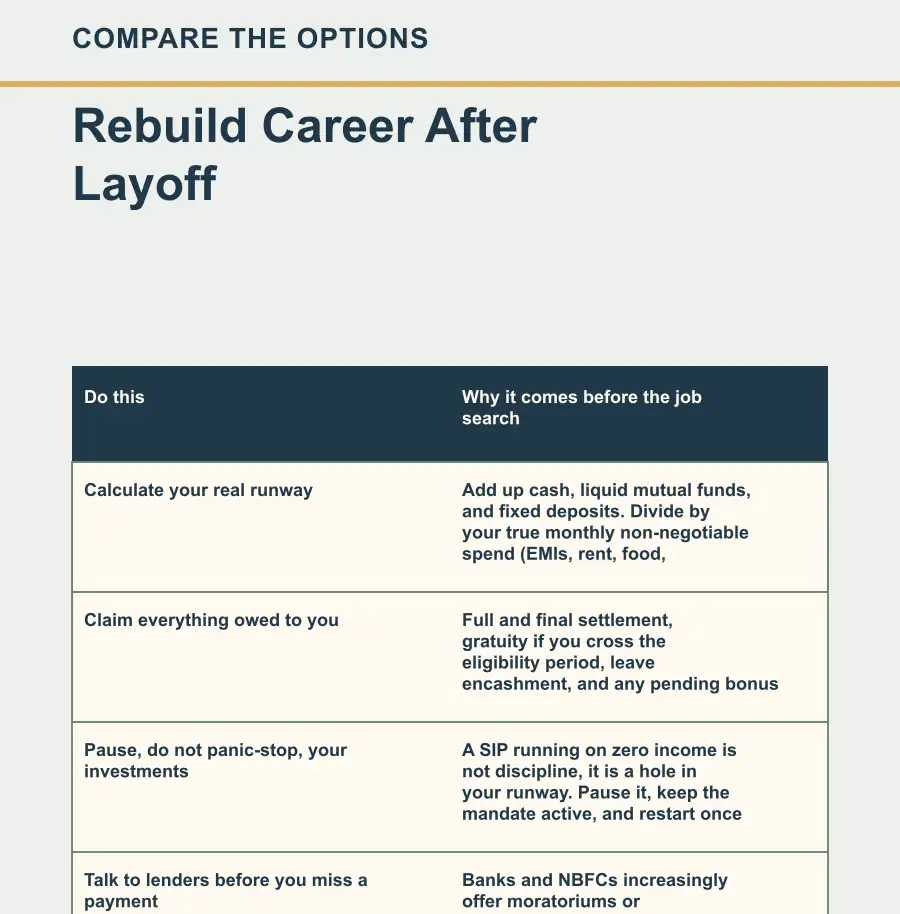 COMPARE THE OPTIONS
Rebuild Career After
Layoff
Do this
Why it comes before the job
search
Calculate your real runway
Add up cash, liquid mutual funds,
and fixed deposits. Divide by
your true monthly non-negotiable
spend (EMIs, rent, food,
Claim everything owed to you
Full and final settlement,
gratuity if you cross the
eligibility period, leave
encashment, and any pending bonus
Pause, do not panic-stop, your
investments
A SIP running on zero income is
not discipline, it is a hole in
your runway. Pause it, keep the
mandate active, and restart once
Talk to lenders before you miss a
payment
Banks and NBFCs increasingly
offer moratoriums or